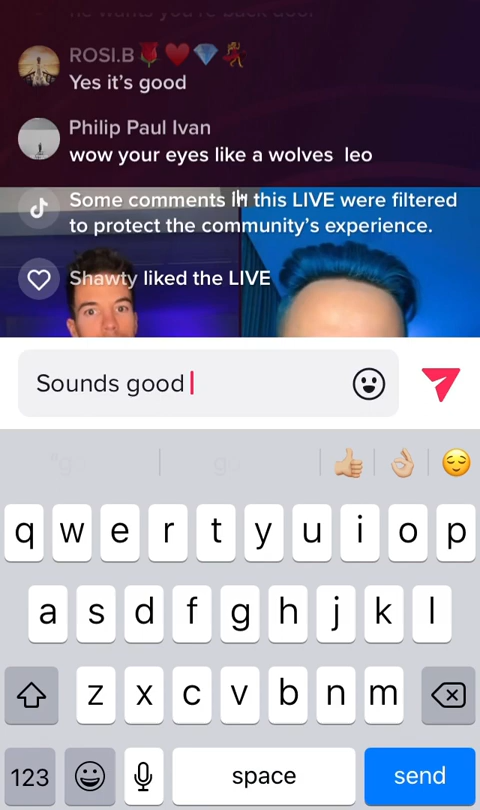 ROSI.B🌹❤️💎💃
Yes it's good
Philip Paul Ivan
wow your eyes like a wolves leo
Some comments in this LIVE were filtered
to protect the community's experience.
Shawty liked the LIVE
Sounds good
q w e r t y u i o p
a s d f g h j k l
z x c v b n m
123 space send